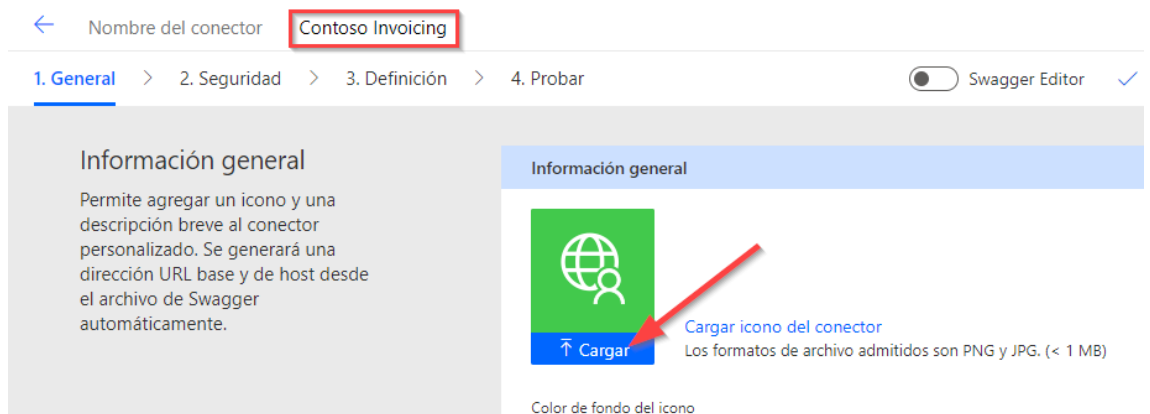 Nombre del conector Contoso Invoicing
1. General > 2. Seguridad > 3. Definición > 4. Probar Swagger Editor
Información general
Permite agregar un icono y una
descripción breve al conector
personalizado. Se generará una
dirección URL base y de host desde
el archivo de Swagger
automáticamente.
Información general
Cargar
Cargar icono del conector
Los formatos de archivo admitidos son PNG y JPG. (< 1 MB)
Color de fondo del icono